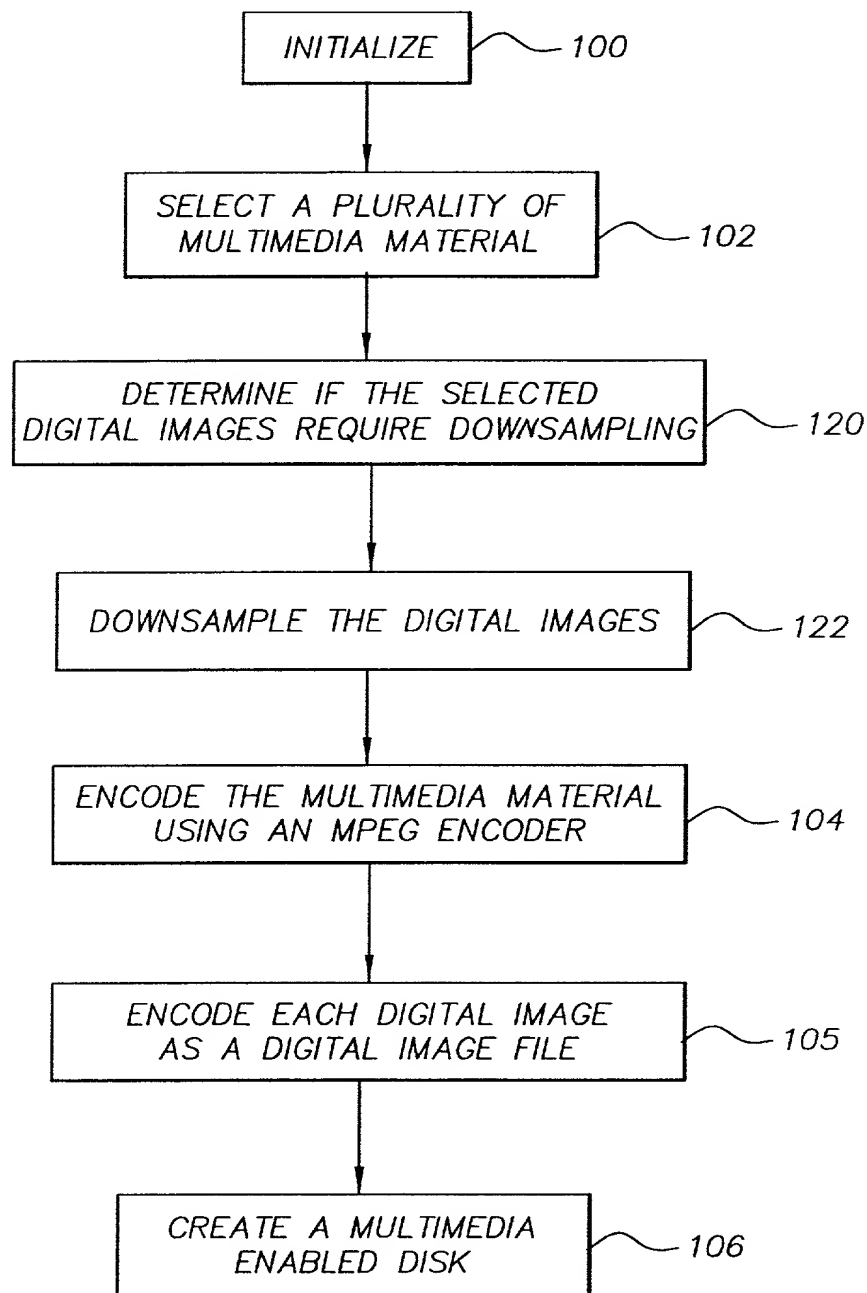 INITIALIZE
100
SELECT A PLURALITY OF
MULTIMEDIA MATERIAL
102
DETERMINE IF THE SELECTED
DIGITAL IMAGES REQUIRE DOWNSAMPLING
120
DOWNSAMPLE THE DIGITAL IMAGES
122
ENCODE THE MULTIMEDIA MATERIAL
USING AN MPEG ENCODER
104
ENCODE EACH DIGITAL IMAGE
AS A DIGITAL IMAGE FILE
105
CREATE A MULTIMEDIA
ENABLED DISK
106